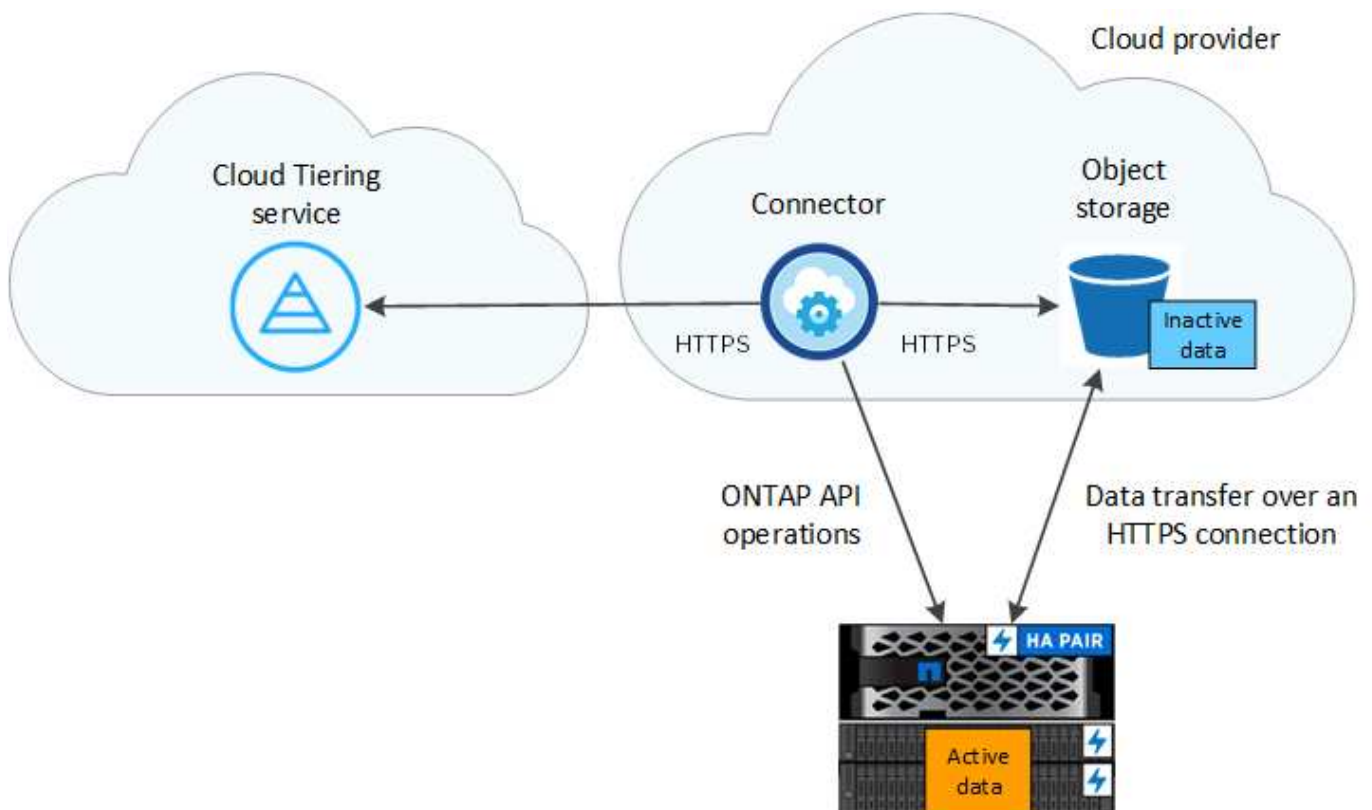 Cloud provider
Cloud Tiering
service
Connector
Object
storage
HTTPS
HTTPS
Inactive
data
ONTAP API
operations
Data transfer over an
HTTPS connection
HA PAIR
Active
data